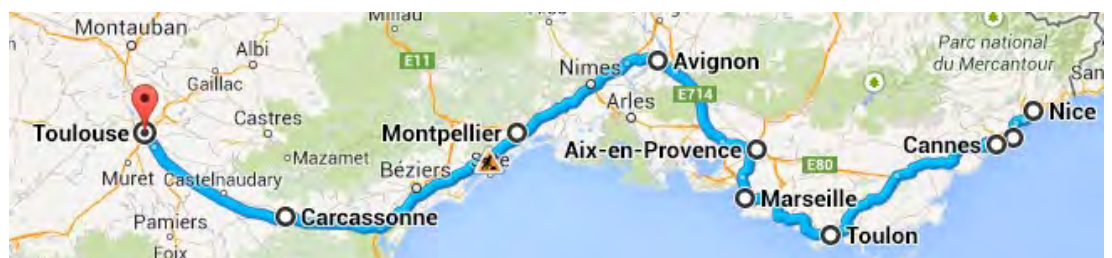 Millau
Montauban
Albi
Gaillac
E11
Nimes
Avignon
Parc national
du Mercantour
San
E714
Arles
Toulouse
Castres
Montpellier
Nice
Cannes
Aix-en-Provence
E80
Mazamet
Muret
Castelnaudary
Béziers
Marseille
Carcassonne
Pamiers
Toulon
Foix